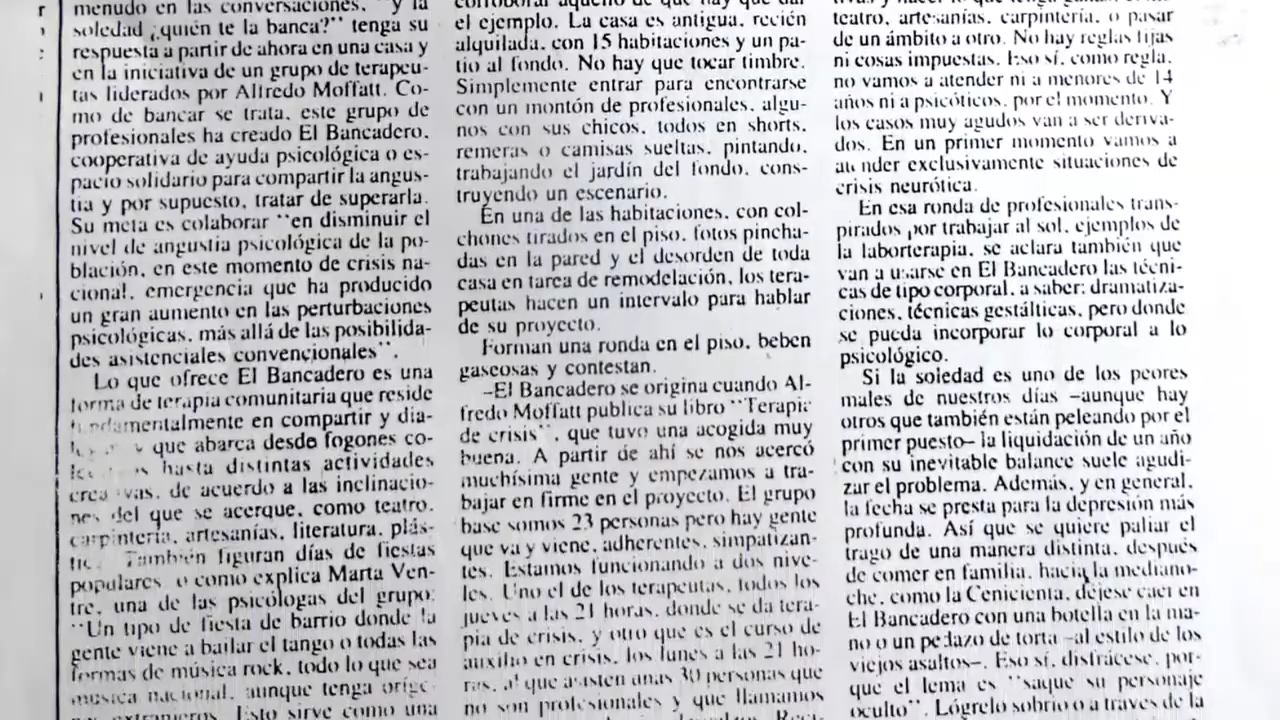 menudo en las conversaciones, "y la
soledad ¿quién te la banca?" tenga su
respuesta a partir de ahora en una casa y
en la iniciativa de un grupo de terapeu-
tas liderados por Alfredo Moffatt. Co-
mo de bancar se trata, este grupo de
profesionales ha creado El Bancadero,
cooperativa de ayuda psicológica o es-
pacio solidario para compartir la angus-
tia y por supuesto, tratar de superarla.
Su meta es colaborar "en disminuir el
nivel de angustia psicológica de la po-
blación, en este momento de crisis na-
cional, emergencia que ha producido
un gran aumento en las perturbaciones
psicológicas, más allá de las posibilida-
des asistenciales convencionales".
Lo que ofrece El Bancadero es una
forma de terapia comunitaria que reside
fundamentalmente en compartir y dia-
que abarca desde fogones co-
hasta distintas actividades
creativas, de acuerdo a las inclinacio-
nes del que se acerque, como teatro,
carpintería, artesanías, literatura, plás-
También figuran días de fiestas
populares, o como explica Marta Ven-
tre, una de las psicólogas del grupo:
"Un tipo de fiesta de barrio donde la
gente viene a bailar el tango o todas las
formas de música rock, todo lo que sea
música nacional, aunque tenga oríge-
extranjeros. Esto sirve como una
corroborar aquello de que hay que dar
el ejemplo. La casa es antigua, recién
alquilada, con 15 habitaciones y un pa-
tio al fondo. No hay que tocar timbre.
Simplemente entrar para encontrarse
con un montón de profesionales, algu-
nos con sus chicos, todos en shorts,
remeras o camisas sueltas, pintando,
trabajando el jardín del fondo, cons-
truyendo un escenario.
En una de las habitaciones, con col-
chones tirados en el piso, fotos pincha-
das en la pared y el desorden de toda
casa en tarea de remodelación, los tera-
peutas hacen un intervalo para hablar
de su proyecto.
Forman una ronda en el piso, beben
gaseosas y contestan.
–El Bancadero se origina cuando Al-
fredo Moffatt publica su libro "Terapia
de crisis", que tuvo una acogida muy
buena. A partir de ahí se nos acercó
muchísima gente y empezamos a tra-
bajar en firme en el proyecto. El grupo
base somos 23 personas pero hay gente
que va y viene, adherentes, simpatizan-
tes. Estamos funcionando a dos nive-
les. Uno el de los terapeutas, todos los
jueves a las 21 horas, donde se da tera-
pia de crisis, y otro que es el curso de
auxilio en crisis, los lunes a las 21 ho-
ras, al que asisten unas 30 personas que
no son profesionales y que llamamos
teatro, artesanías, carpintería, o pasar
de un ámbito a otro. No hay reglas fijas
ni cosas impuestas. Eso sí, como regla,
no vamos a atender ni a menores de 14
años ni a psicóticos, por el momento. Y
los casos muy agudos van a ser deriva-
dos. En un primer momento vamos a
atender exclusivamente situaciones de
crisis neurótica.
En esa ronda de profesionales trans-
pirados por trabajar al sol, ejemplos de
la laborterapia, se aclara también que
van a usarse en El Bancadero las técni-
cas de tipo corporal, a saber: dramatiza-
ciones, técnicas gestálticas, pero donde
se pueda incorporar lo corporal a lo
psicológico.
Si la soledad es uno de los peores
males de nuestros días –aunque hay
otros que también están peleando por el
primer puesto– la liquidación de un año
con su inevitable balance suele agudi-
zar el problema. Además, y en general,
la fecha se presta para la depresión más
profunda. Así que se quiere paliar el
trago de una manera distinta, después
de comer en familia, hacia la mediano-
che, como la Cenicienta, déjese caer en
El Bancadero con una botella en la ma-
no o un pedazo de torta –al estilo de los
viejos asaltos–. Eso sí, disfrácese, por-
que el lema es "saque su personaje
oculto". Lógrelo sobrio o a través de la